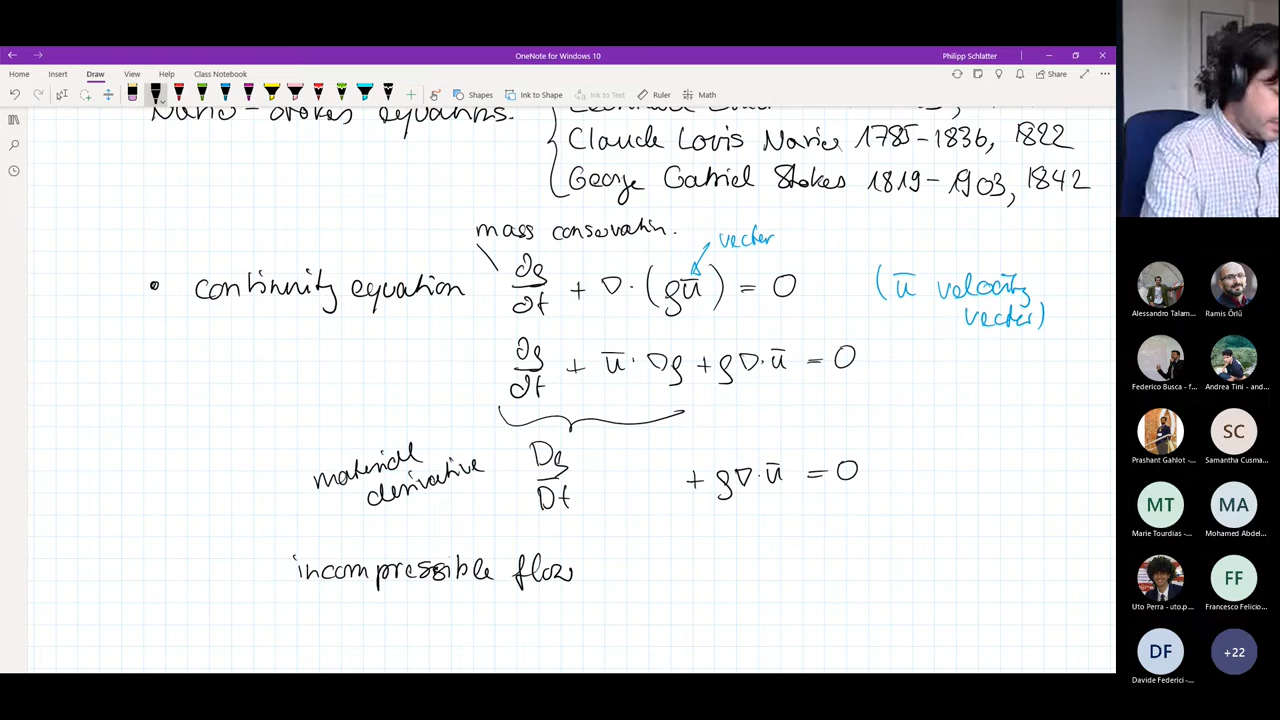 OneNote for Windows 10
Philipp Schlatter
Home Insert Draw View Help Class Notebook
Share
Shapes Ink to Shape Ink to Text Ruler Math
Navier-Stokes equations.
Claude Louis Navier 1785-1836, 1822
George Gabriel Stokes 1819-1903, 1842
mass conservation.
vector
• continuity equation ∂ρ/∂t + ∇·(ρū) = 0 (ū velocity
vector)
∂ρ/∂t + ū·∇ρ + ρ∇·ū = 0
material
derivative
Dρ/Dt + ρ∇·ū = 0
incompressible flow
Alessandro Talam...
Ramis Örlü
Federico Busca - f...
Andrea Tini - and...
SC
Prashant Gahlot -...
Samantha Cusma...
MT
MA
Marie Tourdias -...
Mohamed Abdel...
FF
Uto Perra - uto.p...
Francesco Felicio...
DF
+22
Davide Federici -...